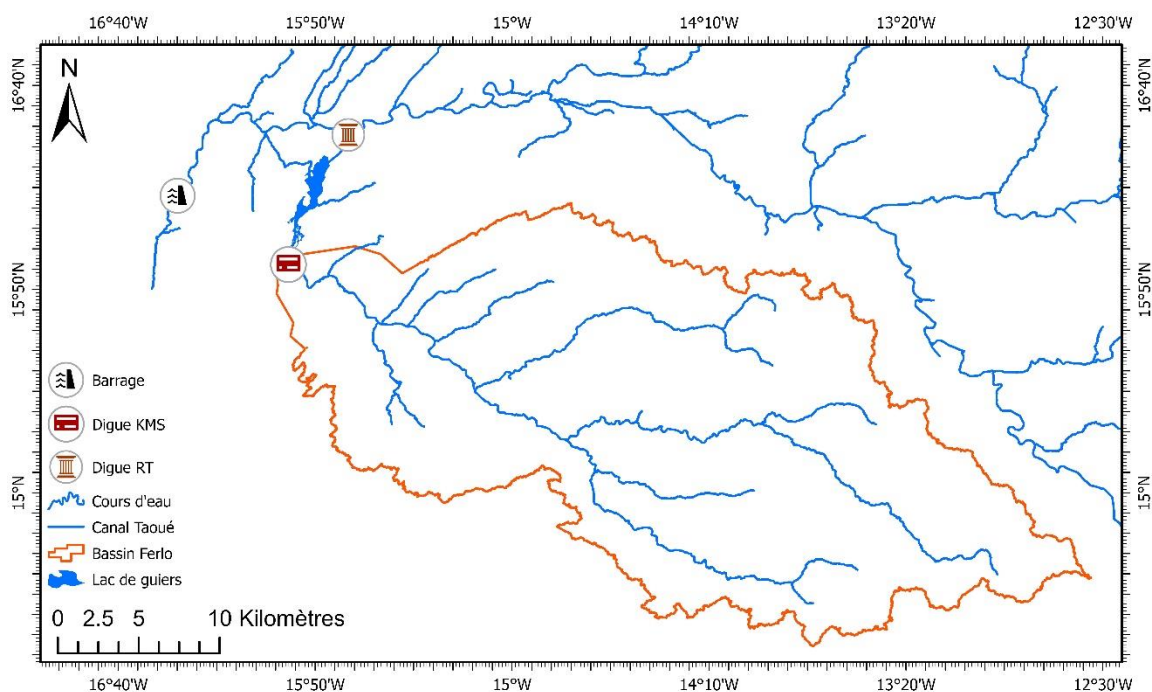 16°40'W 15°50'W 15°W 14°10'W 13°20'W 12°30'W
N
16°40'N 16°40'N
15°50'N 15°50'N
15°N 15°N
Barrage
Digue KMS
Digue RT
Cours d'eau
Canal Taoué
Bassin Ferlo
Lac de guiers
0 2.5 5 10 Kilomètres
16°40'W 15°50'W 15°W 14°10'W 13°20'W 12°30'W